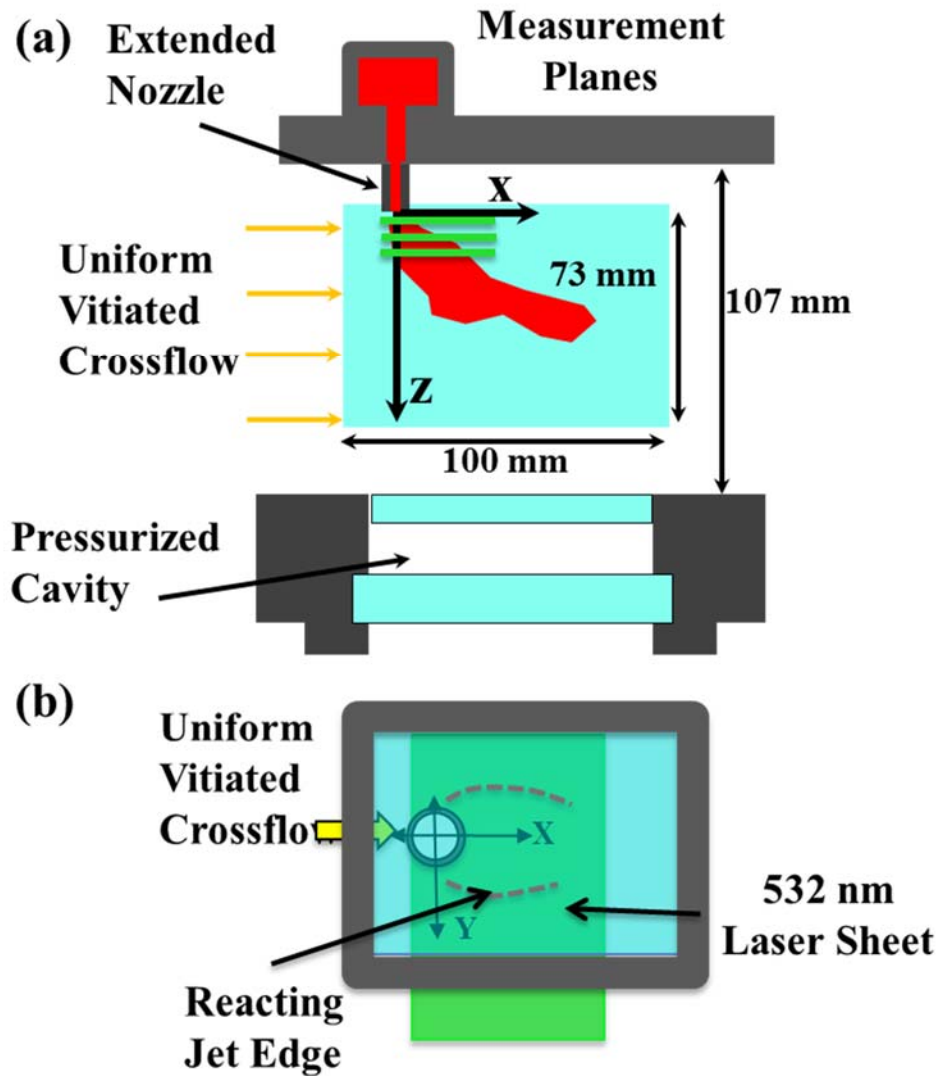 (a)
Extended
Nozzle
Measurement
Planes
X
Uniform
Vitiated
Crossflow
73 mm
107 mm
Z
100 mm
Pressurized
Cavity
(b)
Uniform
Vitiated
Crossflow
X
Y
532 nm
Laser Sheet
Reacting
Jet Edge